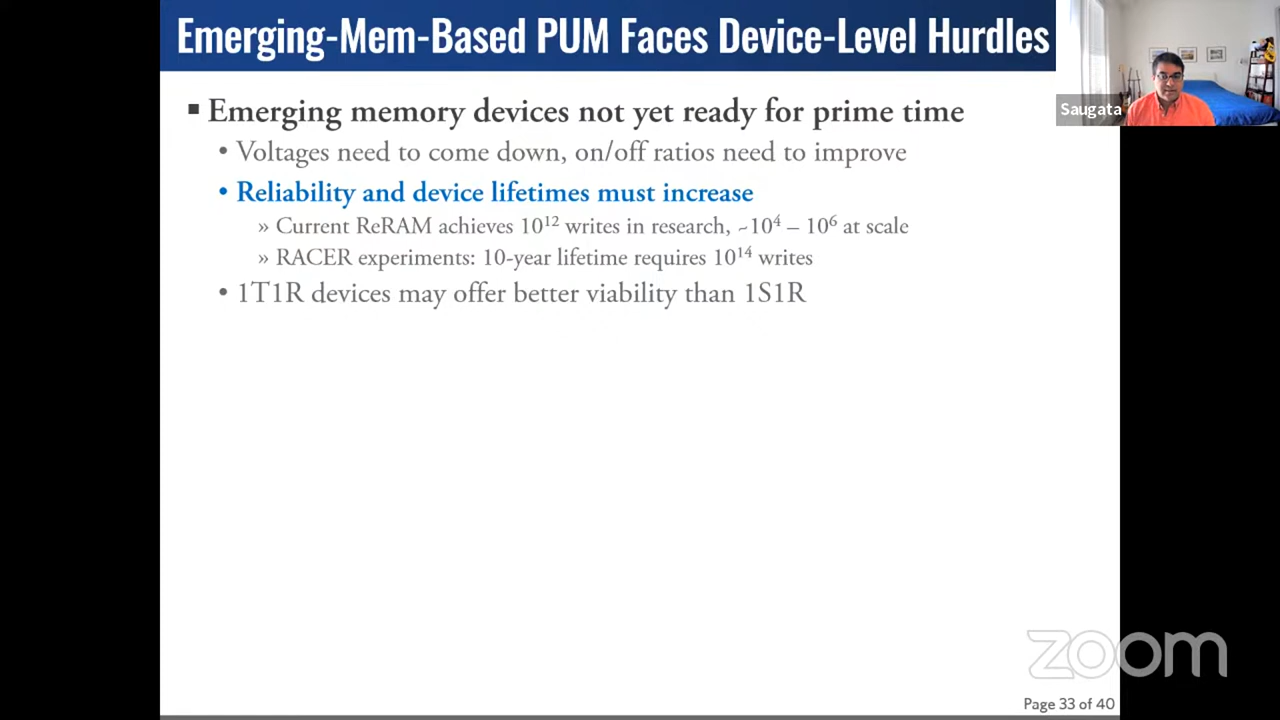 Emerging-Mem-Based PUM Faces Device-Level Hurdles
Saugata
▪ Emerging memory devices not yet ready for prime time
• Voltages need to come down, on/off ratios need to improve
• Reliability and device lifetimes must increase
» Current ReRAM achieves 10¹² writes in research, ~10⁴ – 10⁶ at scale
» RACER experiments: 10-year lifetime requires 10¹⁴ writes
• 1T1R devices may offer better viability than 1S1R
zoom
Page 33 of 40